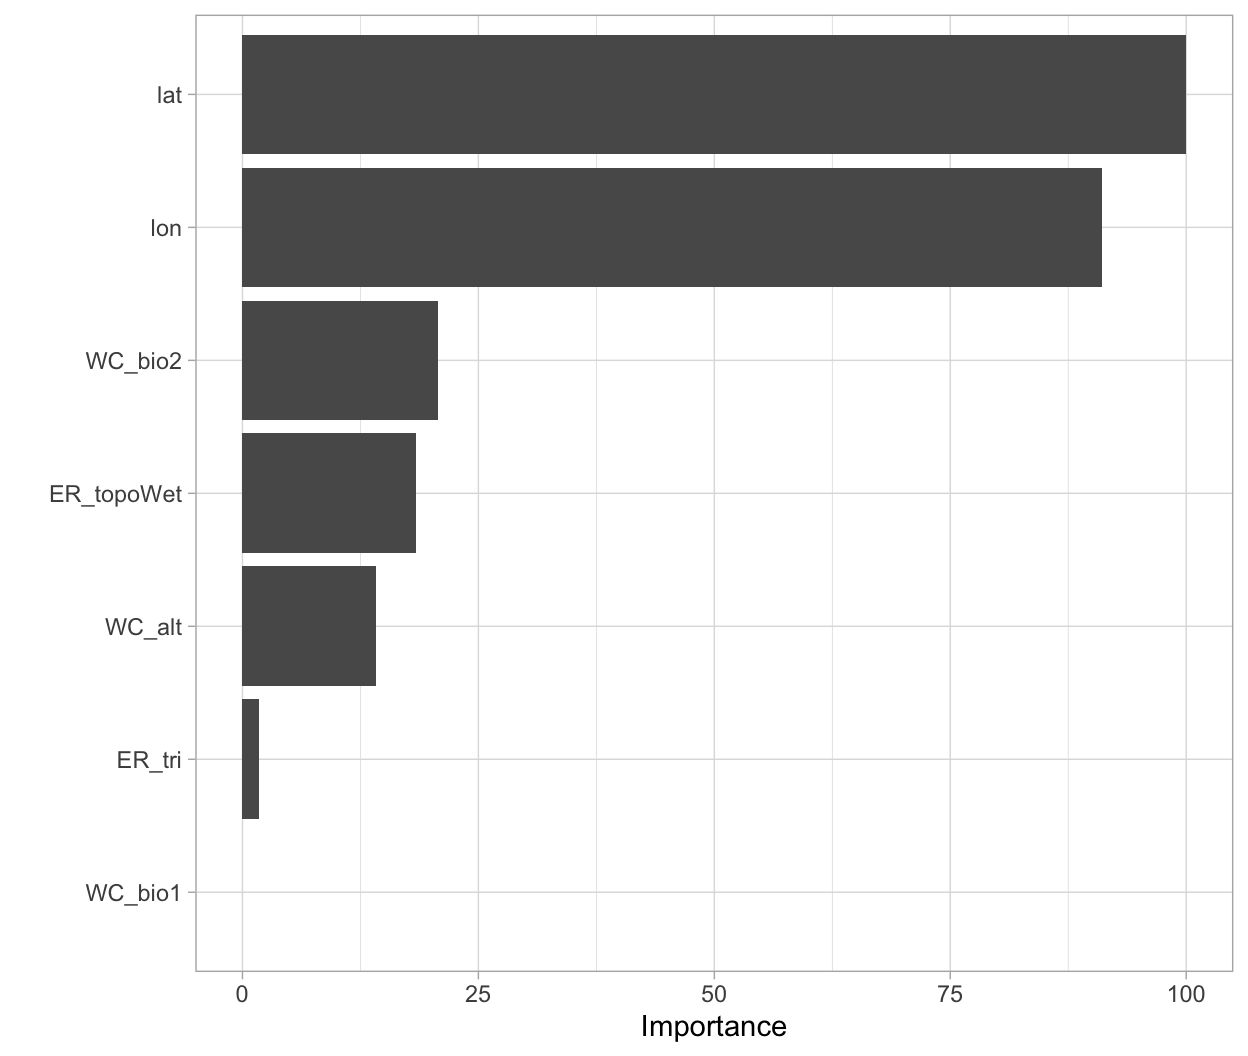 lat
lon
WC_bio2
ER_topoWet
WC_alt
ER_tri
WC_bio1
0 25 50 75 100
Importance